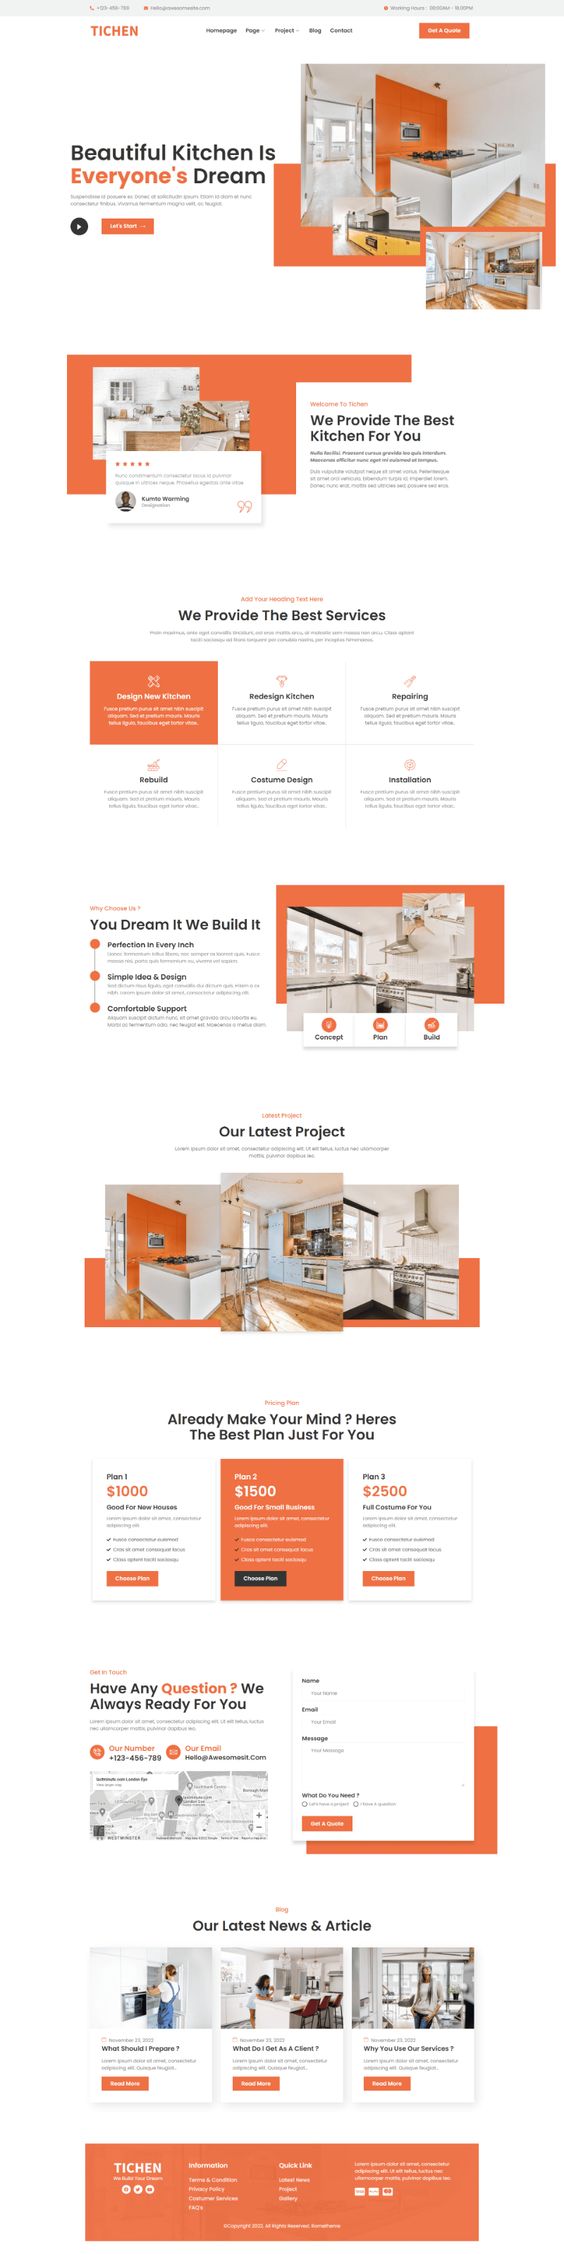 +123-456-789
Hello@awesomesite.com
Working Hours : 09:00AM - 18.00PM
TICHEN
Homepage
Page
Project
Blog
Contact
Get A Quote
Beautiful Kitchen Is
Everyone's Dream
Suspendisse id posuere ex. Donec at sollicitudin ipsum. Etiam id diam et nunc
consectetur finibus. Vivamus fermentum magna velit, ac feugiat.
Let's Start →
Welcome To Tichen
We Provide The Best
Kitchen For You
Nulla facilisi. Praesent cursus gravida leo quis interdum.
Maecenas efficitur nunc eget mi euismod at tempus.
Duis vulputate volutpat neque sit amet varius. Pellentesque
sit amet orci vehicula, bibendum turpis id, imperdiet lorem.
Donec nunc erat, mattis sed ultricies sed, posuere sed eros.
Nunc condimentum consectetur lacus id pulvinar
quisque in ultrices neque. Phasellus egestas ante vitae.
Kumto Warming
Designation
Add Your Heading Text Here
We Provide The Best Services
Proin maximus, ante eget convallis tincidunt, est eros mattis arcu, ut molestie sem massa non arcu. Class aptent
taciti sociosqu ad litora torquent per conubia nostra, per inceptos himenaeos.
Design New Kitchen
Fusce pretium purus sit amet nibh suscipit
aliquam. Sed et pretium mauris. Mauris
tellus ligula, faucibus eget tortor vitae..
Redesign Kitchen
Fusce pretium purus sit amet nibh suscipit
aliquam. Sed et pretium mauris. Mauris
tellus ligula, faucibus eget tortor vitae..
Repairing
Fusce pretium purus sit amet nibh suscipit
aliquam. Sed et pretium mauris. Mauris
tellus ligula, faucibus eget tortor vitae..
Rebuild
Fusce pretium purus sit amet nibh suscipit
aliquam. Sed et pretium mauris. Mauris
tellus ligula, faucibus eget tortor vitae..
Costume Design
Fusce pretium purus sit amet nibh suscipit
aliquam. Sed et pretium mauris. Mauris
tellus ligula, faucibus eget tortor vitae..
Installation
Fusce pretium purus sit amet nibh suscipit
aliquam. Sed et pretium mauris. Mauris
tellus ligula, faucibus eget tortor vitae..
Why Choose Us ?
You Dream It We Build It
Perfection In Every Inch
Donec fermentum tellus libero, nec semper ex laoreet quis. Fusce
massa nisi, porta quis fermentum eu, viverra vel sapien.
Simple Idea & Design
Sed dictum risus ligula, eget convallis dui dictum quis. Etiam a ex
nibh. Lorem ipsum dolor sit amet, consectetur adipiscing elit.
Comfortable Support
Aliquam suscipit dictum nunc, sit amet gravida arcu lobortis eu.
Morbi ac fermentum odio, nec feugiat est. Maecenas a metus diam.
Concept
Plan
Build
Latest Project
Our Latest Project
Lorem ipsum dolor sit amet, consectetur adipiscing elit. Ut elit tellus, luctus nec ullamcorper
mattis, pulvinar dapibus leo.
Pricing Plan
Already Make Your Mind ? Heres
The Best Plan Just For You
Plan 1
$1000
Good For New Houses
Lorem ipsum dolor sit amet, consectetur
adipiscing elit.
Fusce consectetur euismod
Cras sit amet consequat lacus
Class aptent taciti sociosqu
Choose Plan
Plan 2
$1500
Good For Small Business
Lorem ipsum dolor sit amet, consectetur
adipiscing elit.
Fusce consectetur euismod
Cras sit amet consequat lacus
Class aptent taciti sociosqu
Choose Plan
Plan 3
$2500
Full Costume For You
Lorem ipsum dolor sit amet, consectetur
adipiscing elit.
Fusce consectetur euismod
Cras sit amet consequat lacus
Class aptent taciti sociosqu
Choose Plan
Get In Touch
Have Any Question ? We
Always Ready For You
Lorem ipsum dolor sit amet, consectetur adipiscing elit. Ut elit tellus, luctus
nec ullamcorper mattis, pulvinar dapibus leo.
Our Number
+123-456-789
Our Email
Hello@Awesomesit.Com
lastminute.com London Eye
View larger map
lastminute.com
London Eye
WESTMINSTER
Name
Your Name
Email
Your Email
Message
Your Message
What Do You Need ?
Let's have a project
I have A question
Get A Quote
Blog
Our Latest News & Article
November 23, 2022
What Should I Prepare ?
Lorem ipsum dolor sit amet, consectetur
adipiscing elit. Quisque feugiat...
Read More
November 23, 2022
What Do I Get As A Client ?
Lorem ipsum dolor sit amet, consectetur
adipiscing elit. Quisque feugiat...
Read More
November 23, 2022
Why You Use Our Services ?
Lorem ipsum dolor sit amet, consectetur
adipiscing elit. Quisque feugiat...
Read More
TICHEN
We Build Your Dream
Information
Terms & Condition
Privacy Policy
Costumer Services
FAQ's
Quick Link
Latest News
Project
Gallery
Lorem ipsum dolor sit amet, consectetur adipiscing elit. Ut elit
tellus, luctus nec ullamcorper mattis, pulvinar dapibus leo.
©Copyright 2022. All Rights Reserved, Rometheme